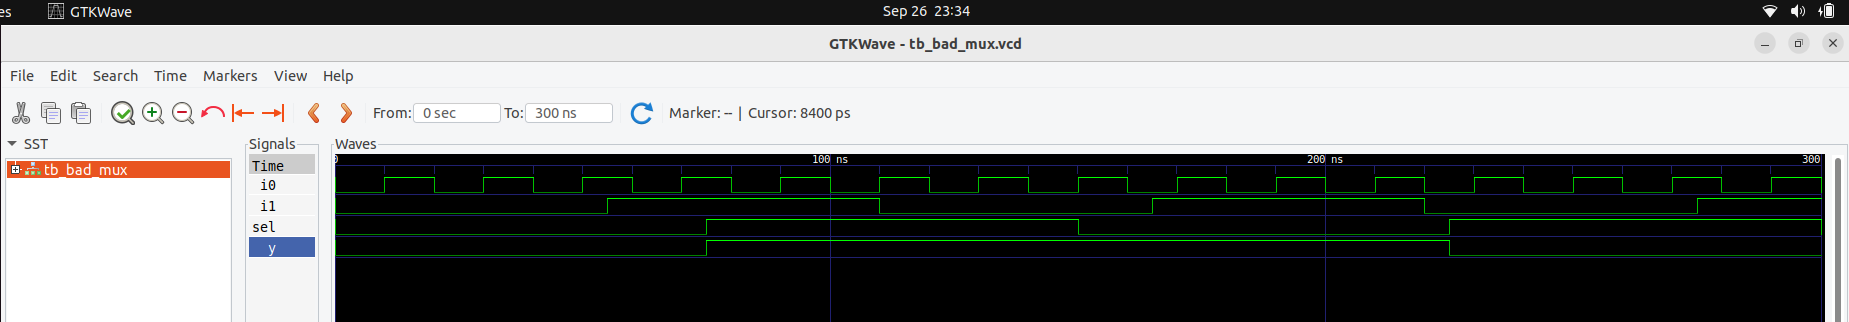 es GTKWave Sep 26 23:34
GTKWave - tb_bad_mux.vcd
File Edit Search Time Markers View Help
From: 0 sec To: 300 ns Marker: -- | Cursor: 8400 ps
SST Signals Waves
tb_bad_mux
Time
i0
i1
sel
y
0 100 ns 200 ns 300